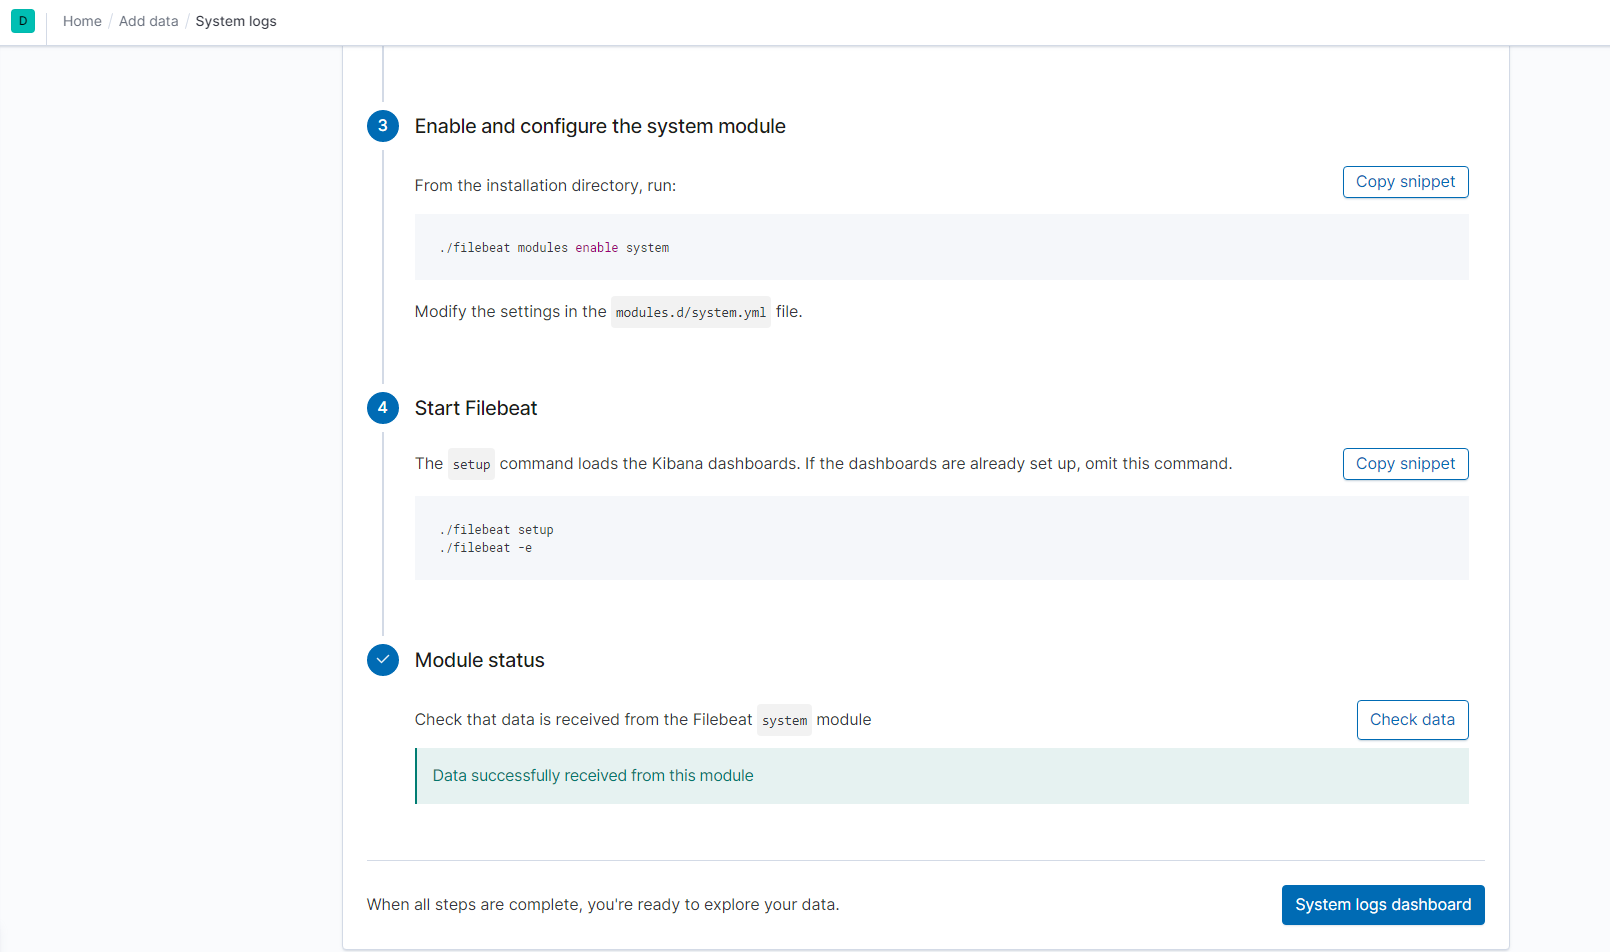 D
Home / Add data / System logs
3 Enable and configure the system module
From the installation directory, run:
Copy snippet
./filebeat modules enable system
Modify the settings in the modules.d/system.yml file.
4 Start Filebeat
The setup command loads the Kibana dashboards. If the dashboards are already set up, omit this command.
Copy snippet
./filebeat setup
./filebeat -e
Module status
Check that data is received from the Filebeat system module
Check data
Data successfully received from this module
When all steps are complete, you're ready to explore your data.
System logs dashboard